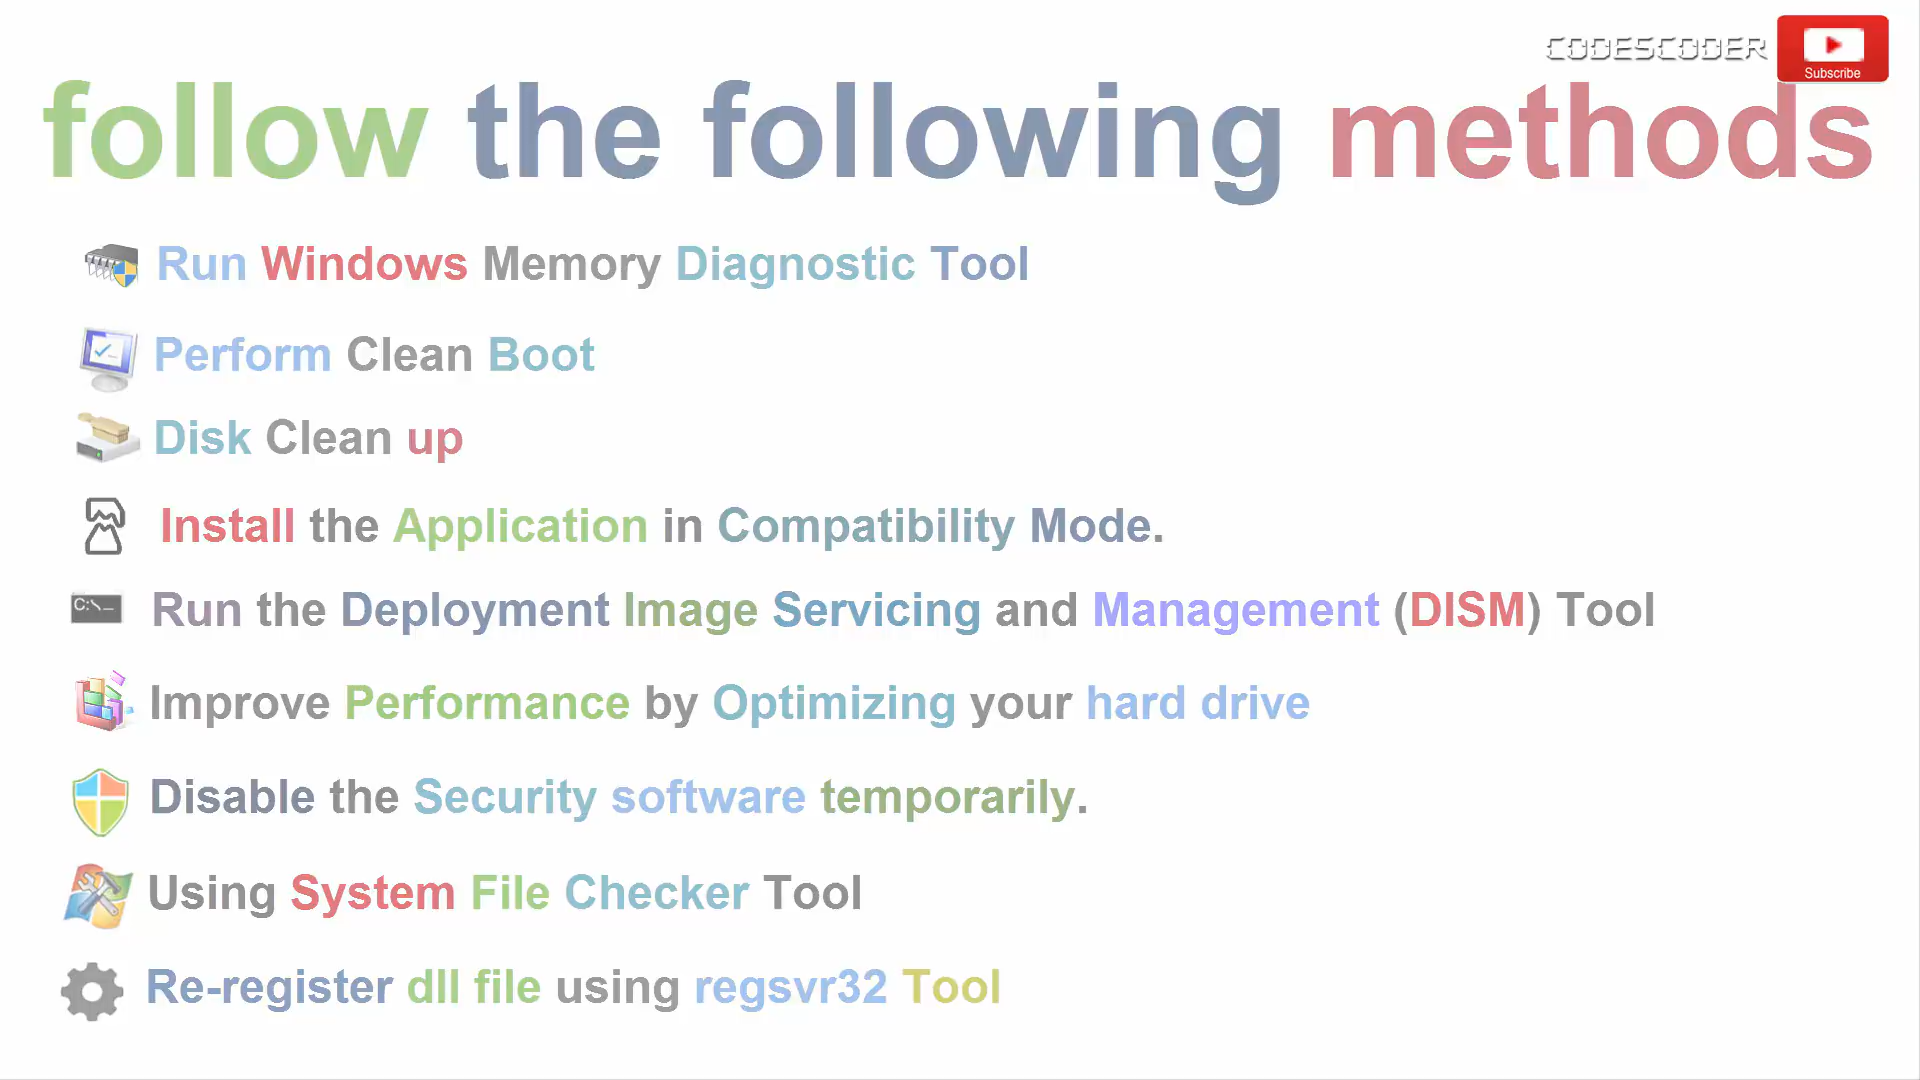 CODESCODER
Subscribe
follow the following methods
Run Windows Memory Diagnostic Tool
Perform Clean Boot
Disk Clean up
Install the Application in Compatibility Mode.
C:\_
Run the Deployment Image Servicing and Management (DISM) Tool
Improve Performance by Optimizing your hard drive
Disable the Security software temporarily.
Using System File Checker Tool
Re-register dll file using regsvr32 Tool